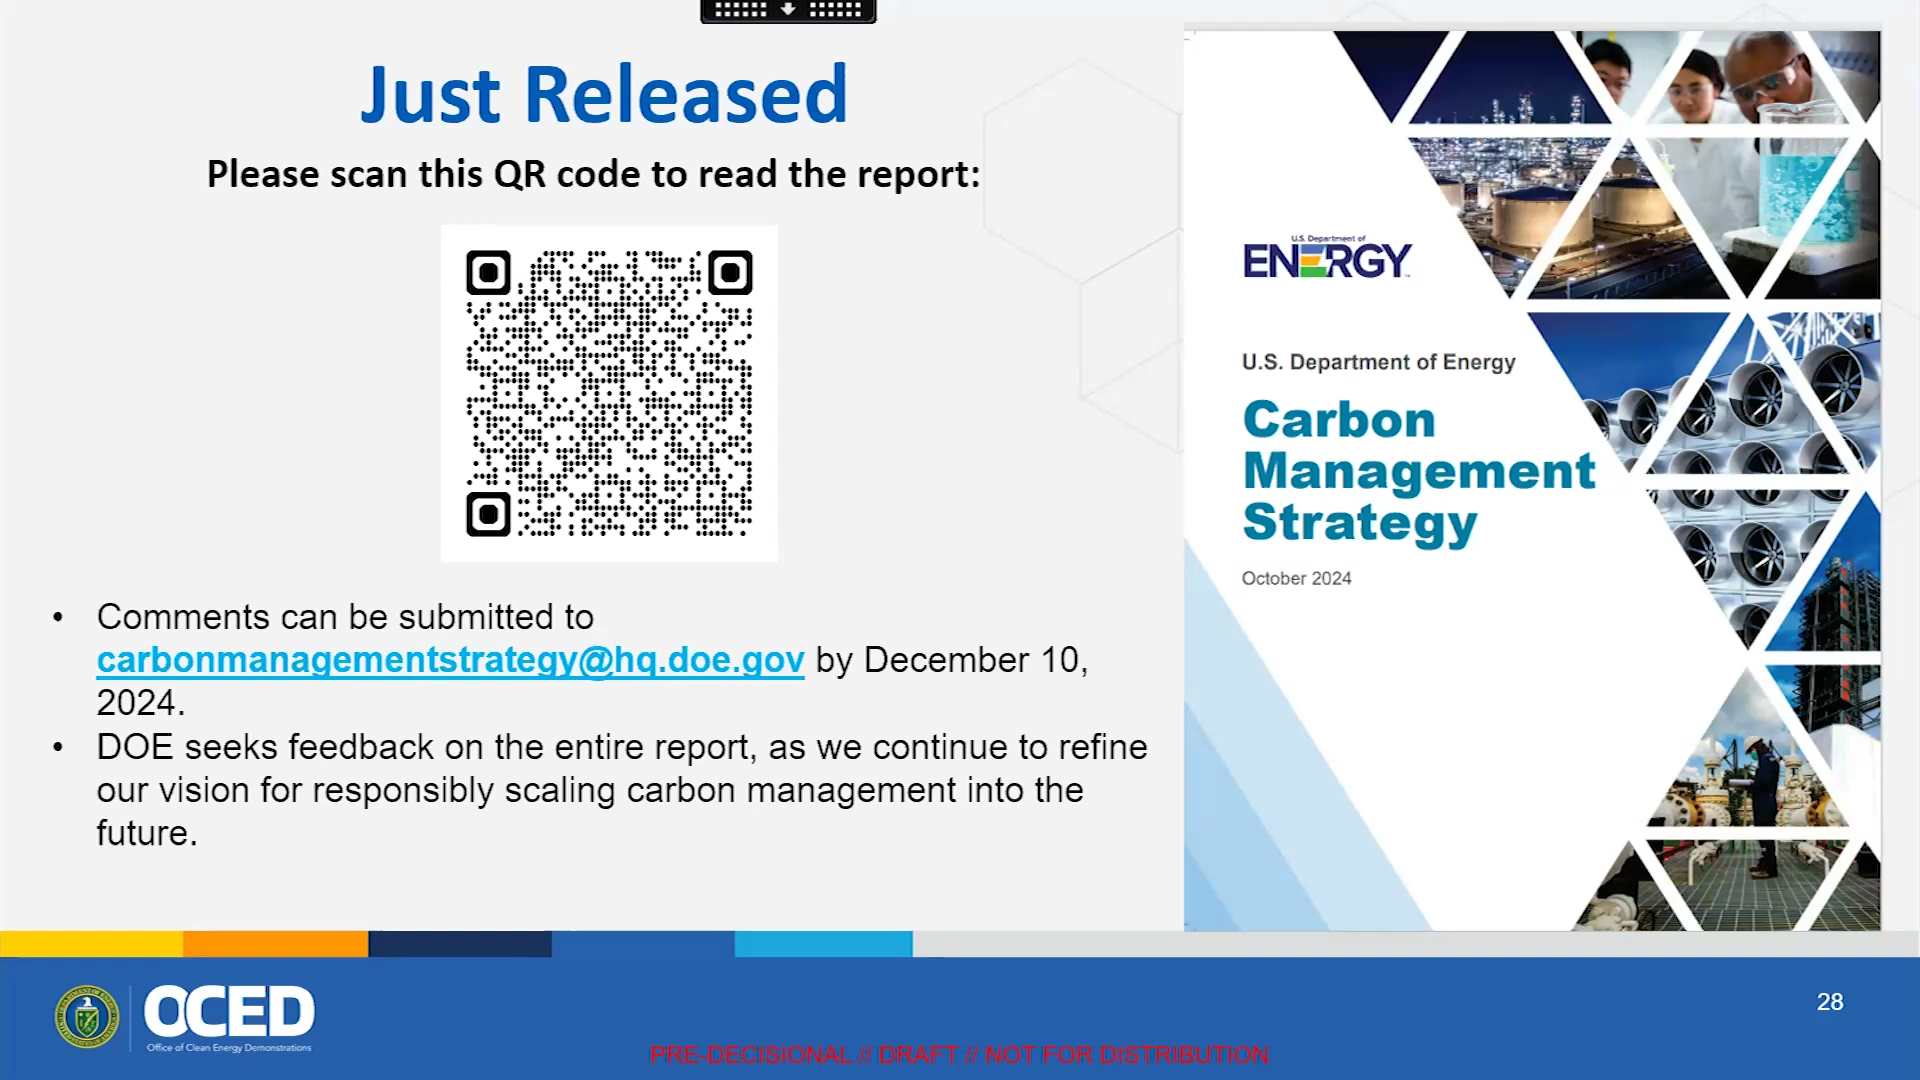 Just Released
Please scan this QR code to read the report:
• Comments can be submitted to
carbonmanagementstrategy@hq.doe.gov by December 10,
2024.
• DOE seeks feedback on the entire report, as we continue to refine
our vision for responsibly scaling carbon management into the
future.
U.S. Department of
ENERGY
U.S. Department of Energy
Carbon
Management
Strategy
October 2024
OCED
Office of Clean Energy Demonstrations
28
PRE-DECISIONAL // DRAFT // NOT FOR DISTRIBUTION